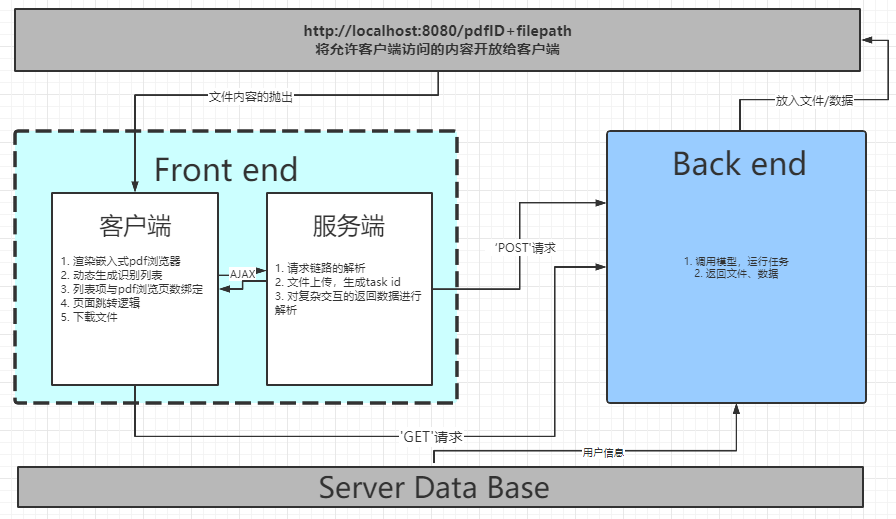 http://localhost:8080/pdfID+filepath
将允许客户端访问的内容开放给客户端
文件内容的抛出
放入文件/数据
Front end
Back end
客户端
1. 渲染嵌入式pdf浏览器
2. 动态生成识别列表
3. 列表项与pdf浏览页数绑定
4. 页面跳转逻辑
5. 下载文件
AJAX
服务端
1. 请求链路的解析
2. 文件上传，生成task id
3. 对复杂交互的返回数据进行
解析
'POST'请求
1. 调用模型，运行任务
2. 返回文件、数据
'GET'请求
用户信息
Server Data Base